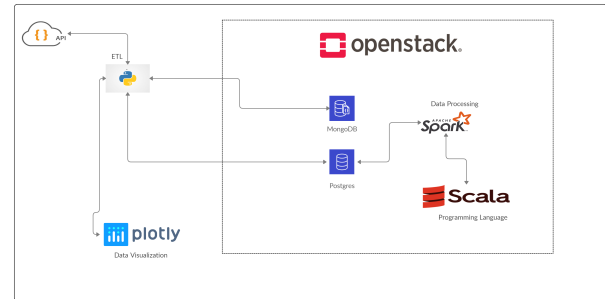 { } API
ETL
openstack.
MongoDB
Postgres
Data Processing
APACHE
Spark
Scala
Programming Language
plotly
Data Visualization